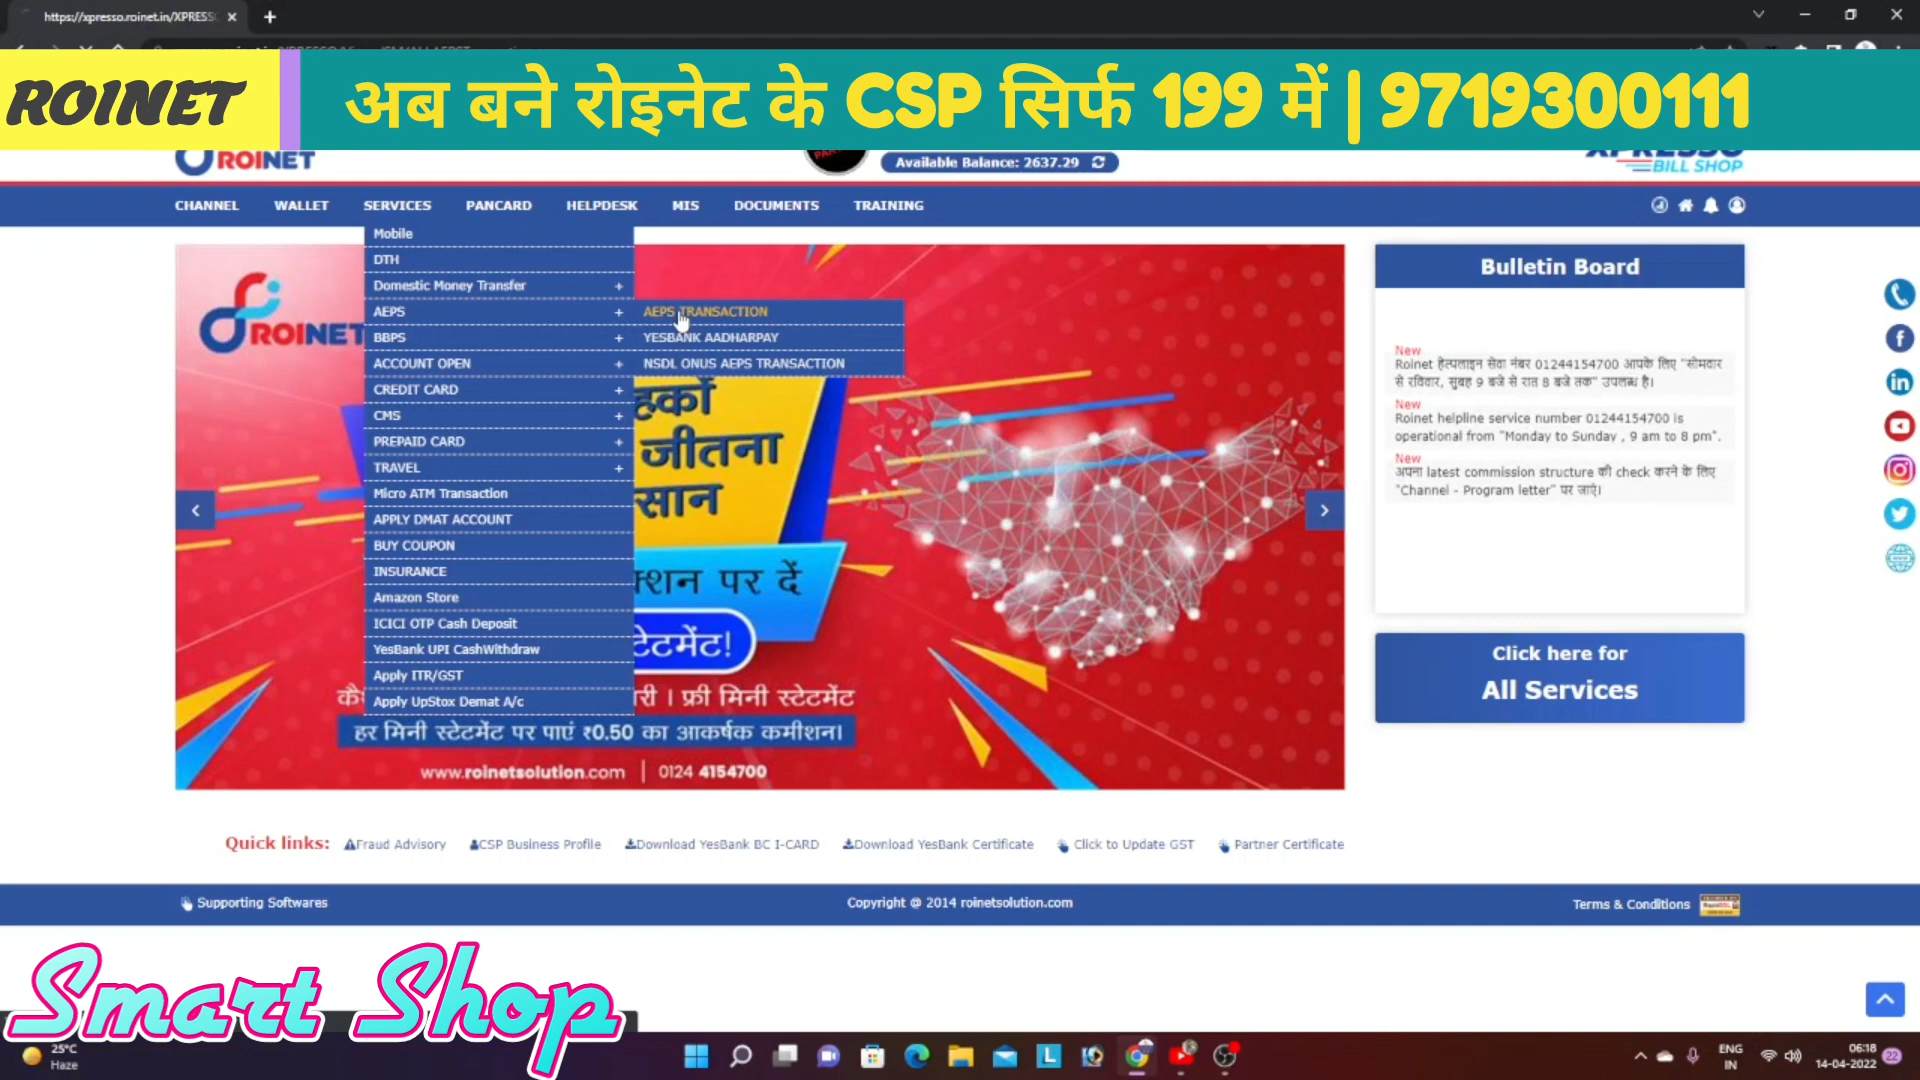 https://xpresso.roinet.in/XPRESS
ROINET
अब बने रोइनेट के CSP सिर्फ 199 में | 9719300111
ROINET
Available Balance: 2637.29
BILL SHOP
CHANNEL WALLET SERVICES PANCARD HELPDESK MIS DOCUMENTS TRAINING
Mobile
DTH
Domestic Money Transfer +
AEPS +
BBPS +
ACCOUNT OPEN +
CREDIT CARD +
CMS +
PREPAID CARD +
TRAVEL +
Micro ATM Transaction
APPLY DMAT ACCOUNT
BUY COUPON
INSURANCE
Amazon Store
ICICI OTP Cash Deposit
YesBank UPI CashWithdraw
Apply ITR/GST
Apply UpStox Demat A/c
AEPS TRANSACTION
YESBANK AADHARPAY
NSDL ONUS AEPS TRANSACTION
ROINET
जीतना
टेटमेंट!
री । फ्री मिनी स्टेटमेंट
हर मिनी स्टेटमेंट पर पाएं ₹0.50 का आकर्षक कमीशन।
www.roinetsolution.com | 0124 4154700
Bulletin Board
New
Roinet हेल्पलाइन सेवा नंबर 01244154700 आपके लिए "सोमवार
से रविवार, सुबह 9 बजे से रात 8 बजे तक" उपलब्ध है।
New
Roinet helpline service number 01244154700 is
operational from "Monday to Sunday , 9 am to 8 pm".
New
अपना latest commission structure की check करने के लिए
"Channel - Program letter" पर जाएं।
Click here for
All Services
Quick links: Fraud Advisory CSP Business Profile Download YesBank BC I-CARD Download YesBank Certificate Click to Update GST Partner Certificate
Supporting Softwares Copyright @ 2014 roinetsolution.com Terms & Conditions
Smart Shop
25°C
Haze
ENG
IN
06:18
14-04-2022
22